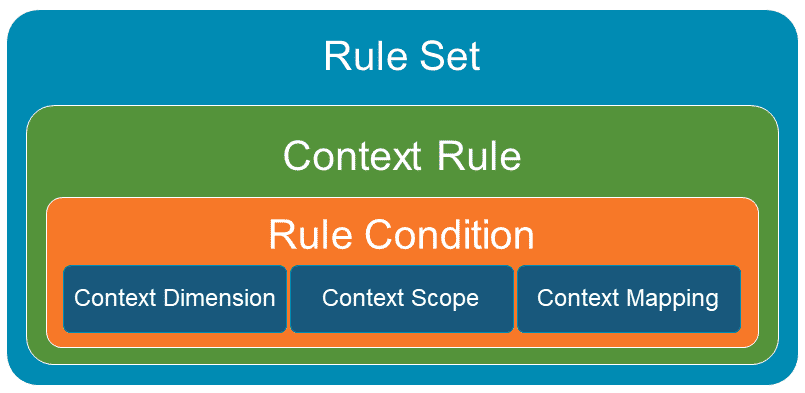 Rule Set
Context Rule
Rule Condition
Context Dimension
Context Scope
Context Mapping